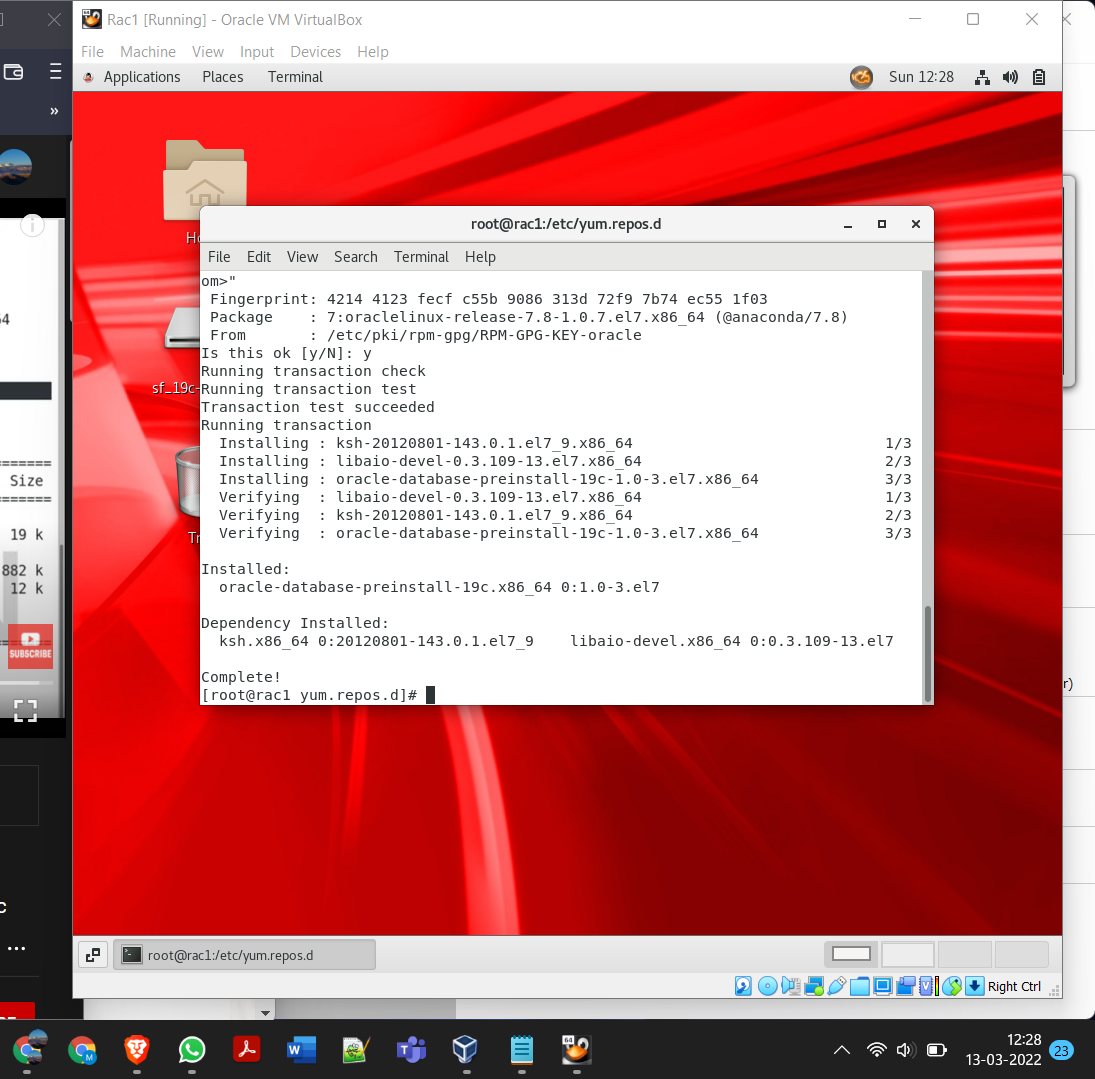 Rac1 [Running] - Oracle VM VirtualBox
File Machine View Input Devices Help
Applications Places Terminal
Sun 12:28
»
root@rac1:/etc/yum.repos.d
File Edit View Search Terminal Help
om>"
Fingerprint: 4214 4123 fecf c55b 9086 313d 72f9 7b74 ec55 1f03
Package    : 7:oraclelinux-release-7.8-1.0.7.el7.x86_64 (@anaconda/7.8)
From       : /etc/pki/rpm-gpg/RPM-GPG-KEY-oracle
Is this ok [y/N]: y
Running transaction check
Running transaction test
Transaction test succeeded
Running transaction
Installing : ksh-20120801-143.0.1.el7_9.x86_64 1/3
Installing : libaio-devel-0.3.109-13.el7.x86_64 2/3
Installing : oracle-database-preinstall-19c-1.0-3.el7.x86_64 3/3
Verifying  : libaio-devel-0.3.109-13.el7.x86_64 1/3
Verifying  : ksh-20120801-143.0.1.el7_9.x86_64 2/3
Verifying  : oracle-database-preinstall-19c-1.0-3.el7.x86_64 3/3
Installed:
oracle-database-preinstall-19c.x86_64 0:1.0-3.el7
Dependency Installed:
ksh.x86_64 0:20120801-143.0.1.el7_9    libaio-devel.x86_64 0:0.3.109-13.el7
Complete!
[root@rac1 yum.repos.d]#
Ho
sf_19c-
Tr
64
=======
Size
=======
19 k
882 k
12 k
SUBSCRIBE
r)
C
root@rac1:/etc/yum.repos.d
Right Ctrl
12:28
13-03-2022
23